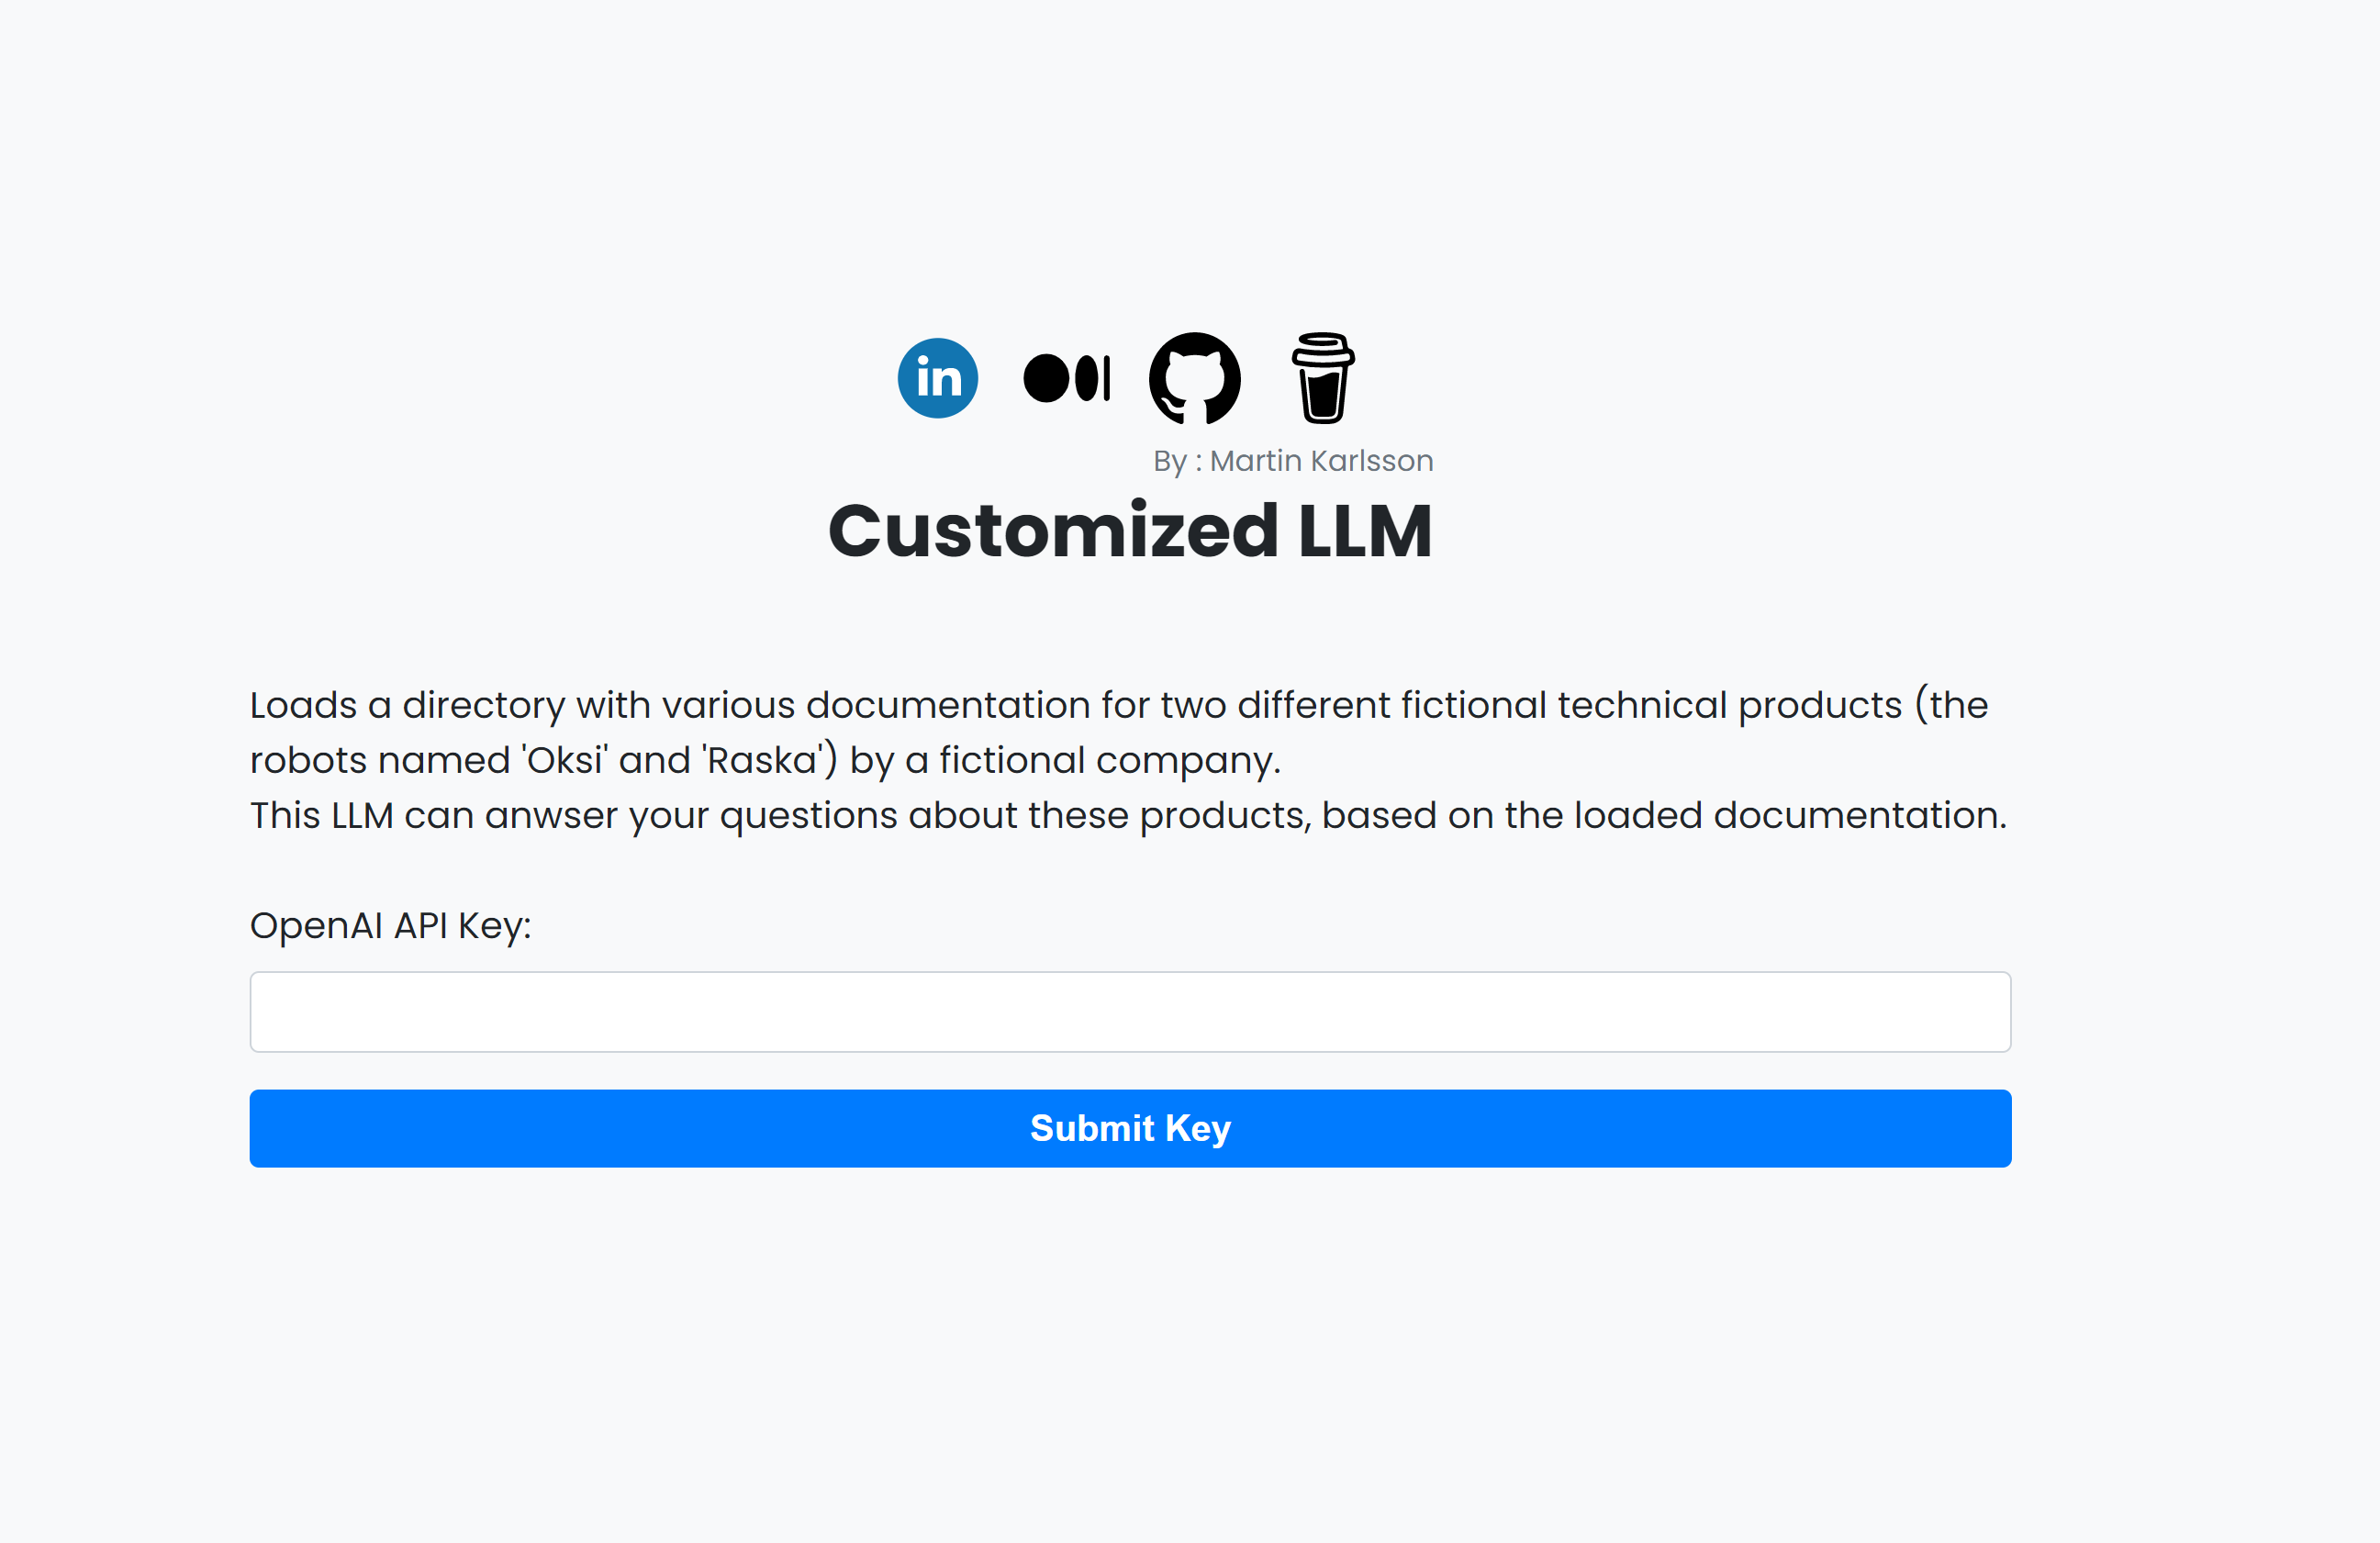 in
By : Martin Karlsson
Customized LLM
Loads a directory with various documentation for two different fictional technical products (the
robots named 'Oksi' and 'Raska') by a fictional company.
This LLM can anwser your questions about these products, based on the loaded documentation.
OpenAI API Key:
Submit Key